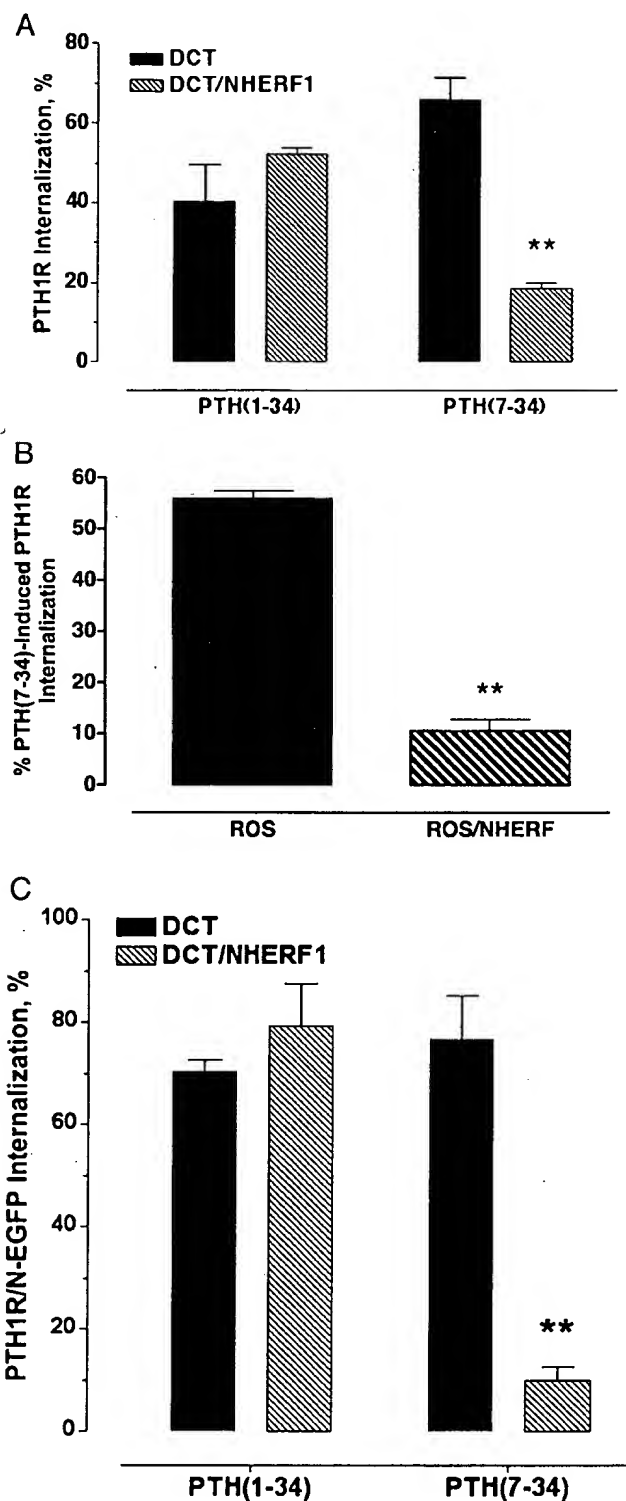 A
PTH1R Internalization, %
80
60
40
20
0
DCT
DCT/NHERF1
**
PTH(1-34) PTH(7-34)
B
% PTH(7-34)-Induced PTH1R
Internalization
60
50
40
30
20
10
0
**
ROS ROS/NHERF
C
PTH1R/N-EGFP Internalization, %
100
80
60
40
20
0
DCT
DCT/NHERF1
**
PTH(1-34) PTH(7-34)